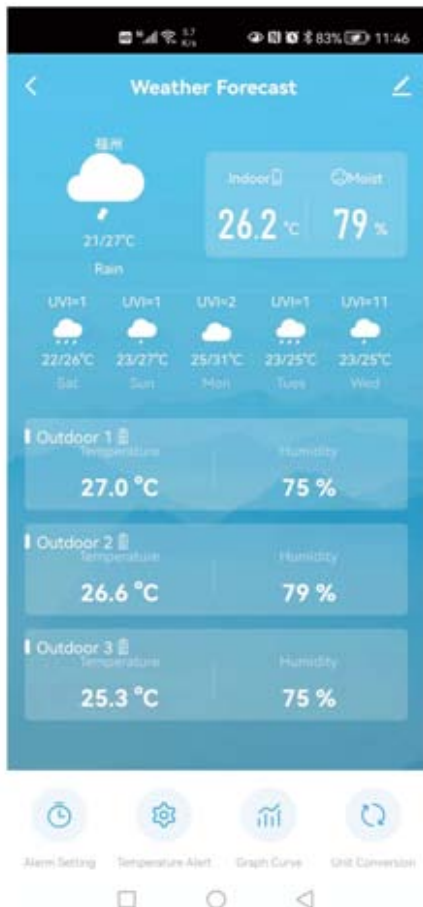 3.7
K/s
83% 11:46
Weather Forecast
福州
21/27°C
Rain
Indoor Moist
26.2 °C 79 %
UVI=1 UVI=1 UVI=2 UVI=1 UVI=11
22/26°C 23/27°C 25/31°C 23/25°C 23/25°C
Sat Sun Mon Tues Wed
Outdoor 1
Temperature Humidity
27.0 °C 75 %
Outdoor 2
Temperature Humidity
26.6 °C 79 %
Outdoor 3
Temperature Humidity
25.3 °C 75 %
Alarm Setting Temperature Alert Graph Curve Unit Conversion